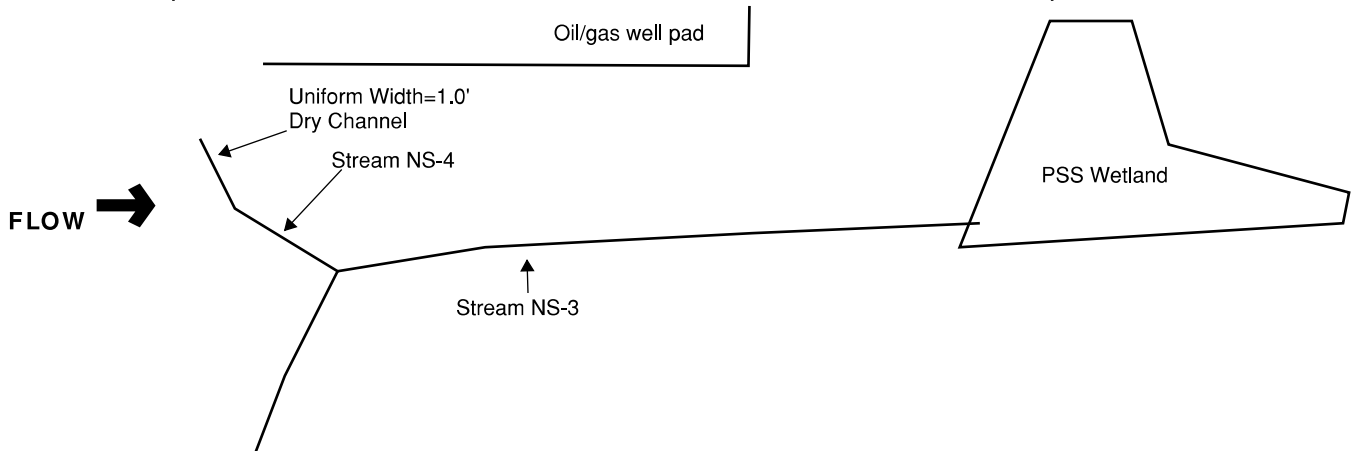 Oil/gas well pad
Uniform Width=1.0'
Dry Channel
Stream NS-4
PSS Wetland
FLOW
Stream NS-3